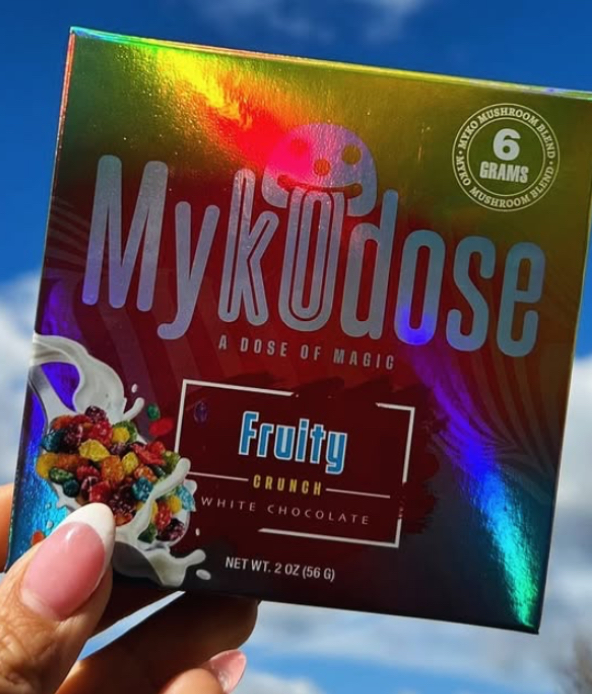 MYKO MUSHROOM BLEND • MYKO MUSHROOM BLEND •
6
GRAMS
Mykodose
A DOSE OF MAGIC
Fruity
CRUNCH
WHITE CHOCOLATE
NET WT. 2 OZ (56 G)